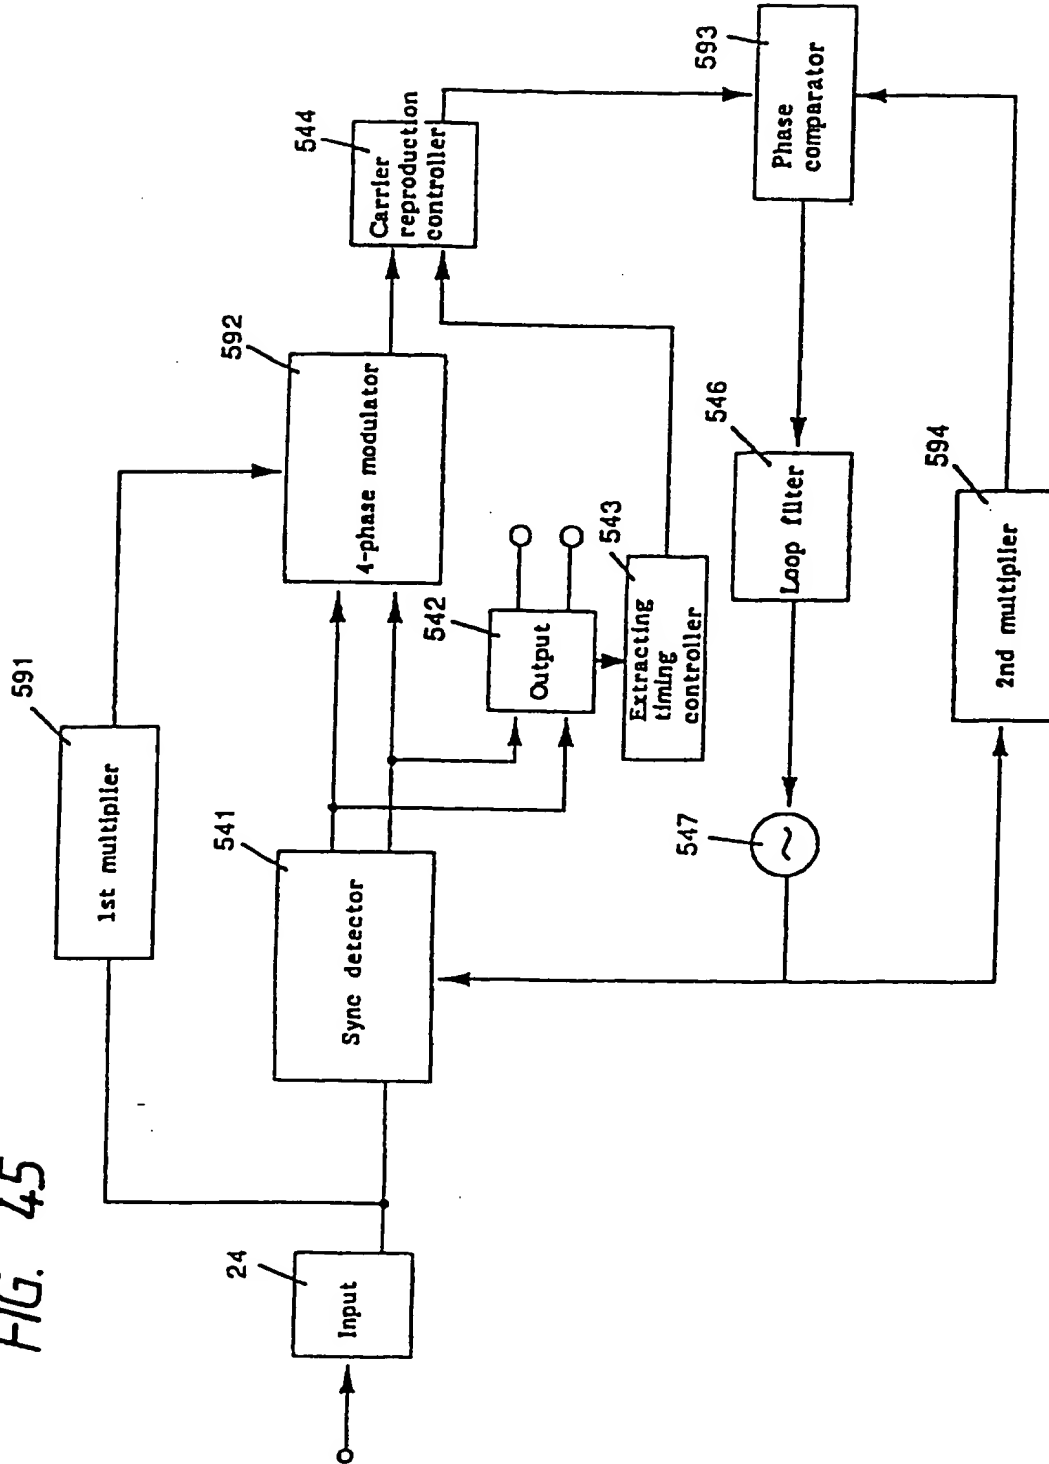 FIG. 45
591
1st multiplier
592
4-phase modulator
544
Carrier
reproduction
controller
593
Phase
comparator
541
Sync detector
24
Input
542
Output
543
Extracting
timing
controller
546
Loop filter
547
~
594
2nd multiplier